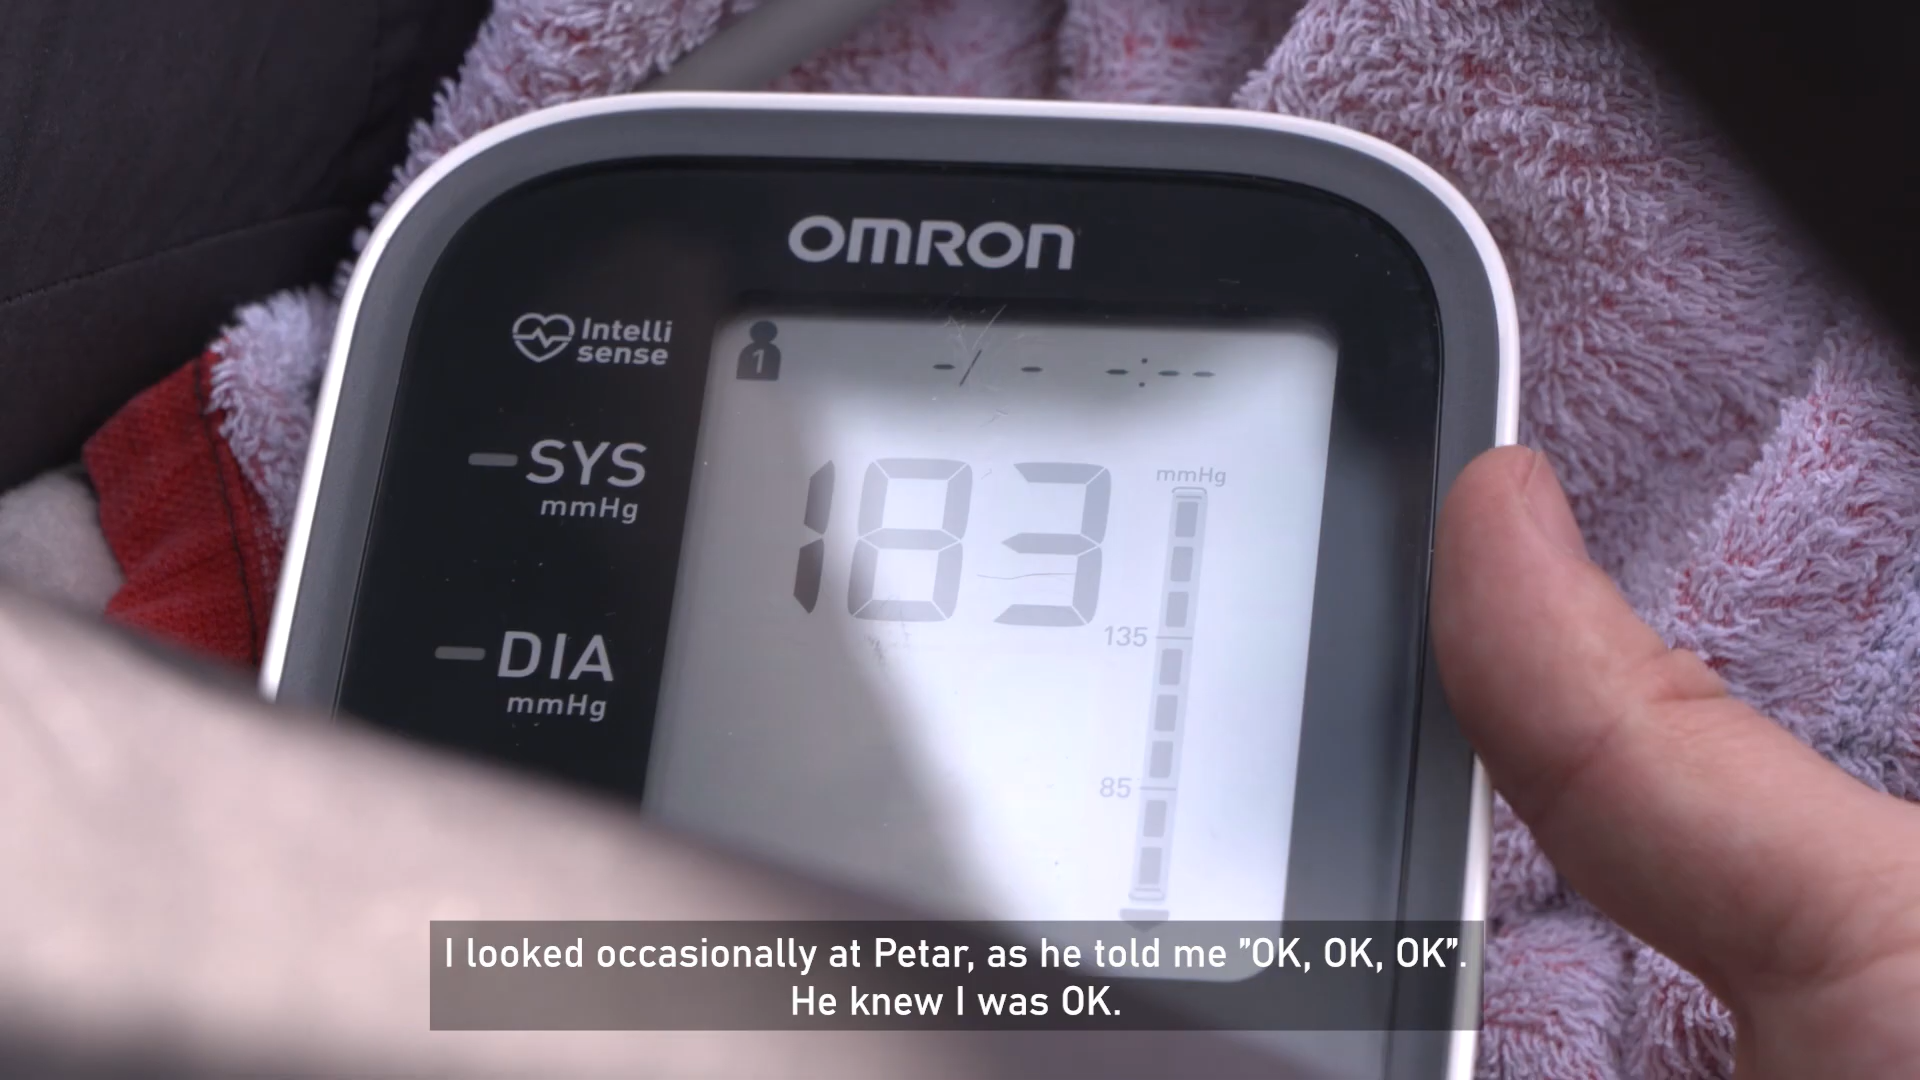 OMRON
Intelli
sense
1
-/ - -:--
SYS
mmHg
183
mmHg
135
DIA
mmHg
85
I looked occasionally at Petar, as he told me "OK, OK, OK".
He knew I was OK.